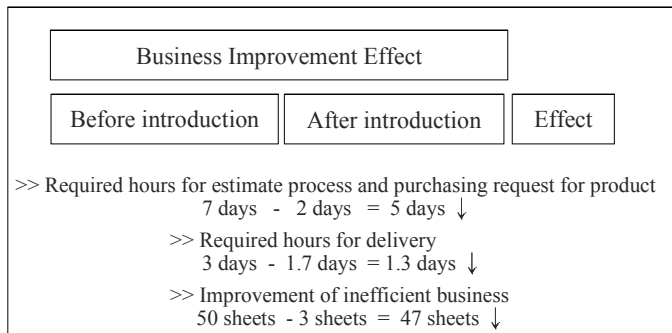 Business Improvement Effect
Before introduction After introduction Effect
>> Required hours for estimate process and purchasing request for product
7 days - 2 days = 5 days ↓
>> Required hours for delivery
3 days - 1.7 days = 1.3 days ↓
>> Improvement of inefficient business
50 sheets - 3 sheets = 47 sheets ↓